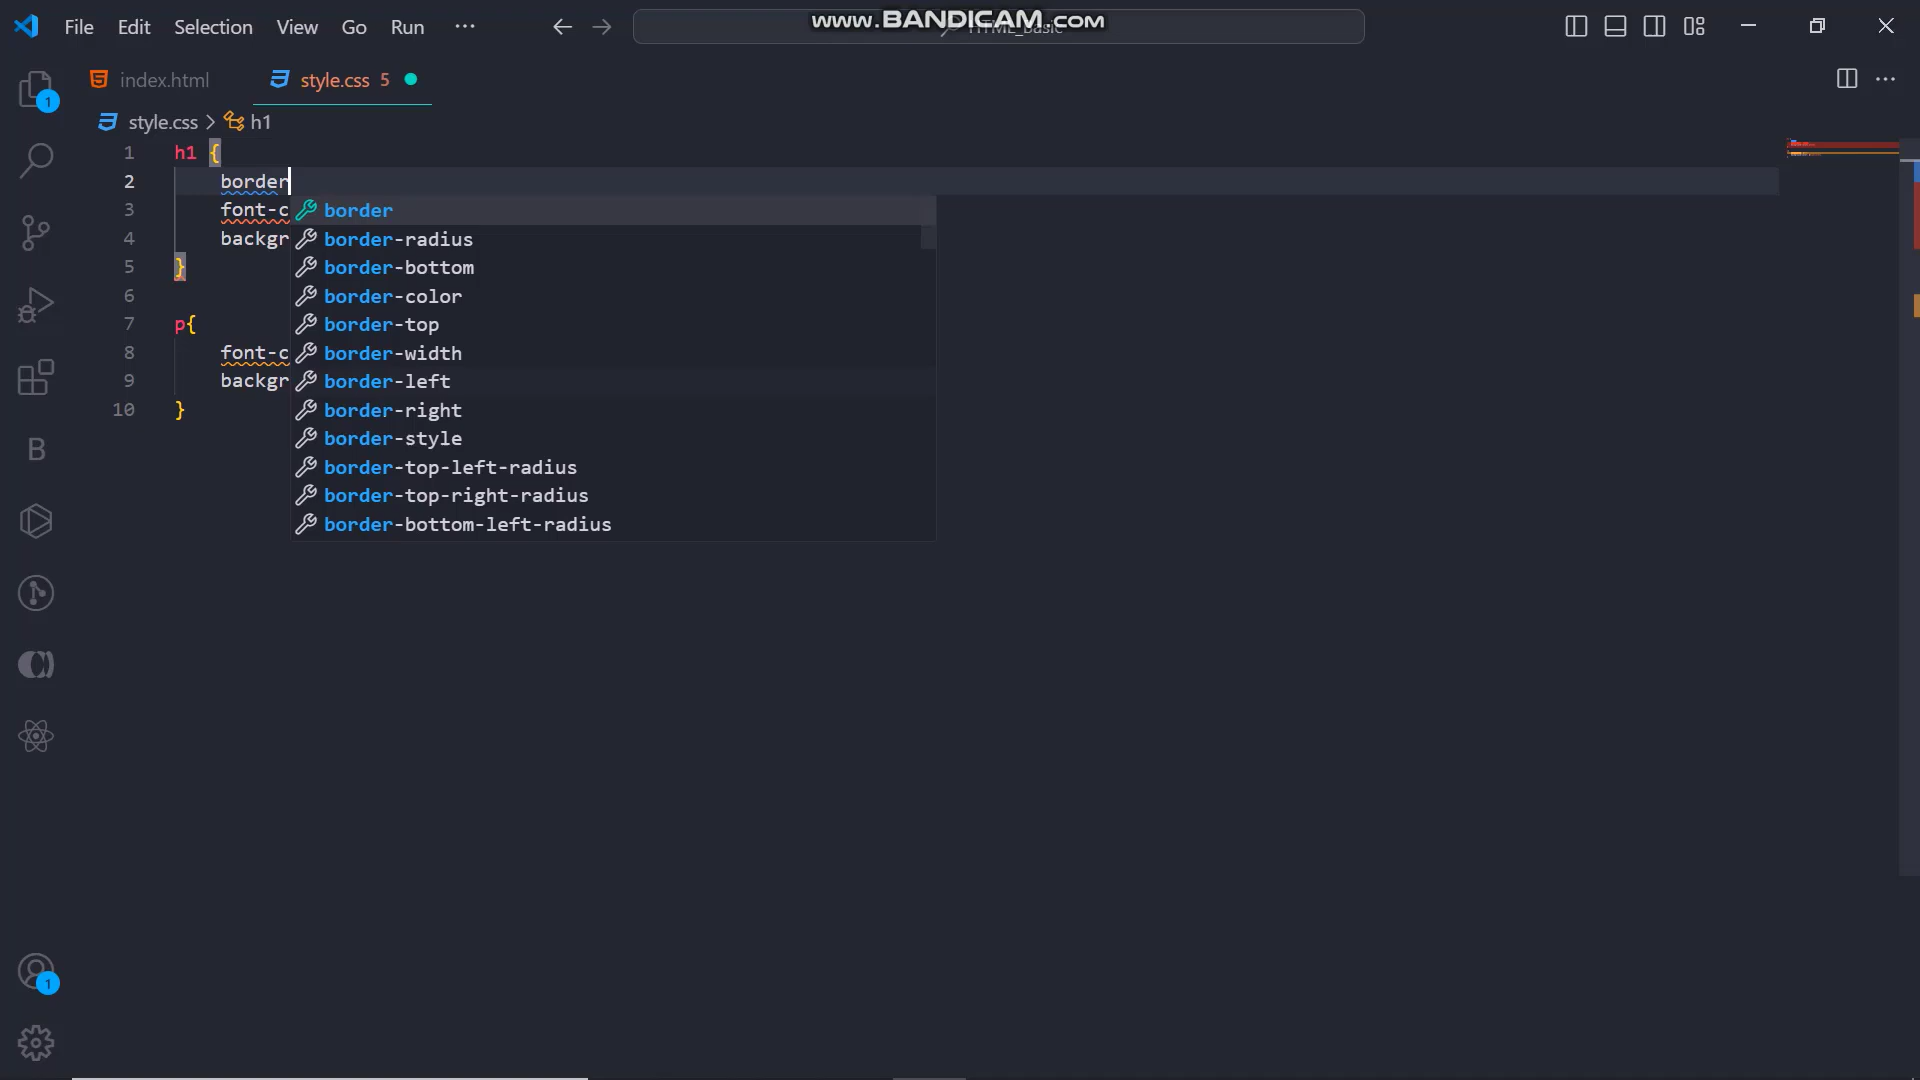 File Edit Selection View Go Run ...
www.BANDICAM.com
HTML_Basic
index.html style.css 5
style.css > h1
1 h1 {
2 border
3 font-c
4 backgr
5 }
6
7 p{
8 font-c
9 backgr
10 }
border
border-radius
border-bottom
border-color
border-top
border-width
border-left
border-right
border-style
border-top-left-radius
border-top-right-radius
border-bottom-left-radius
1
B
1